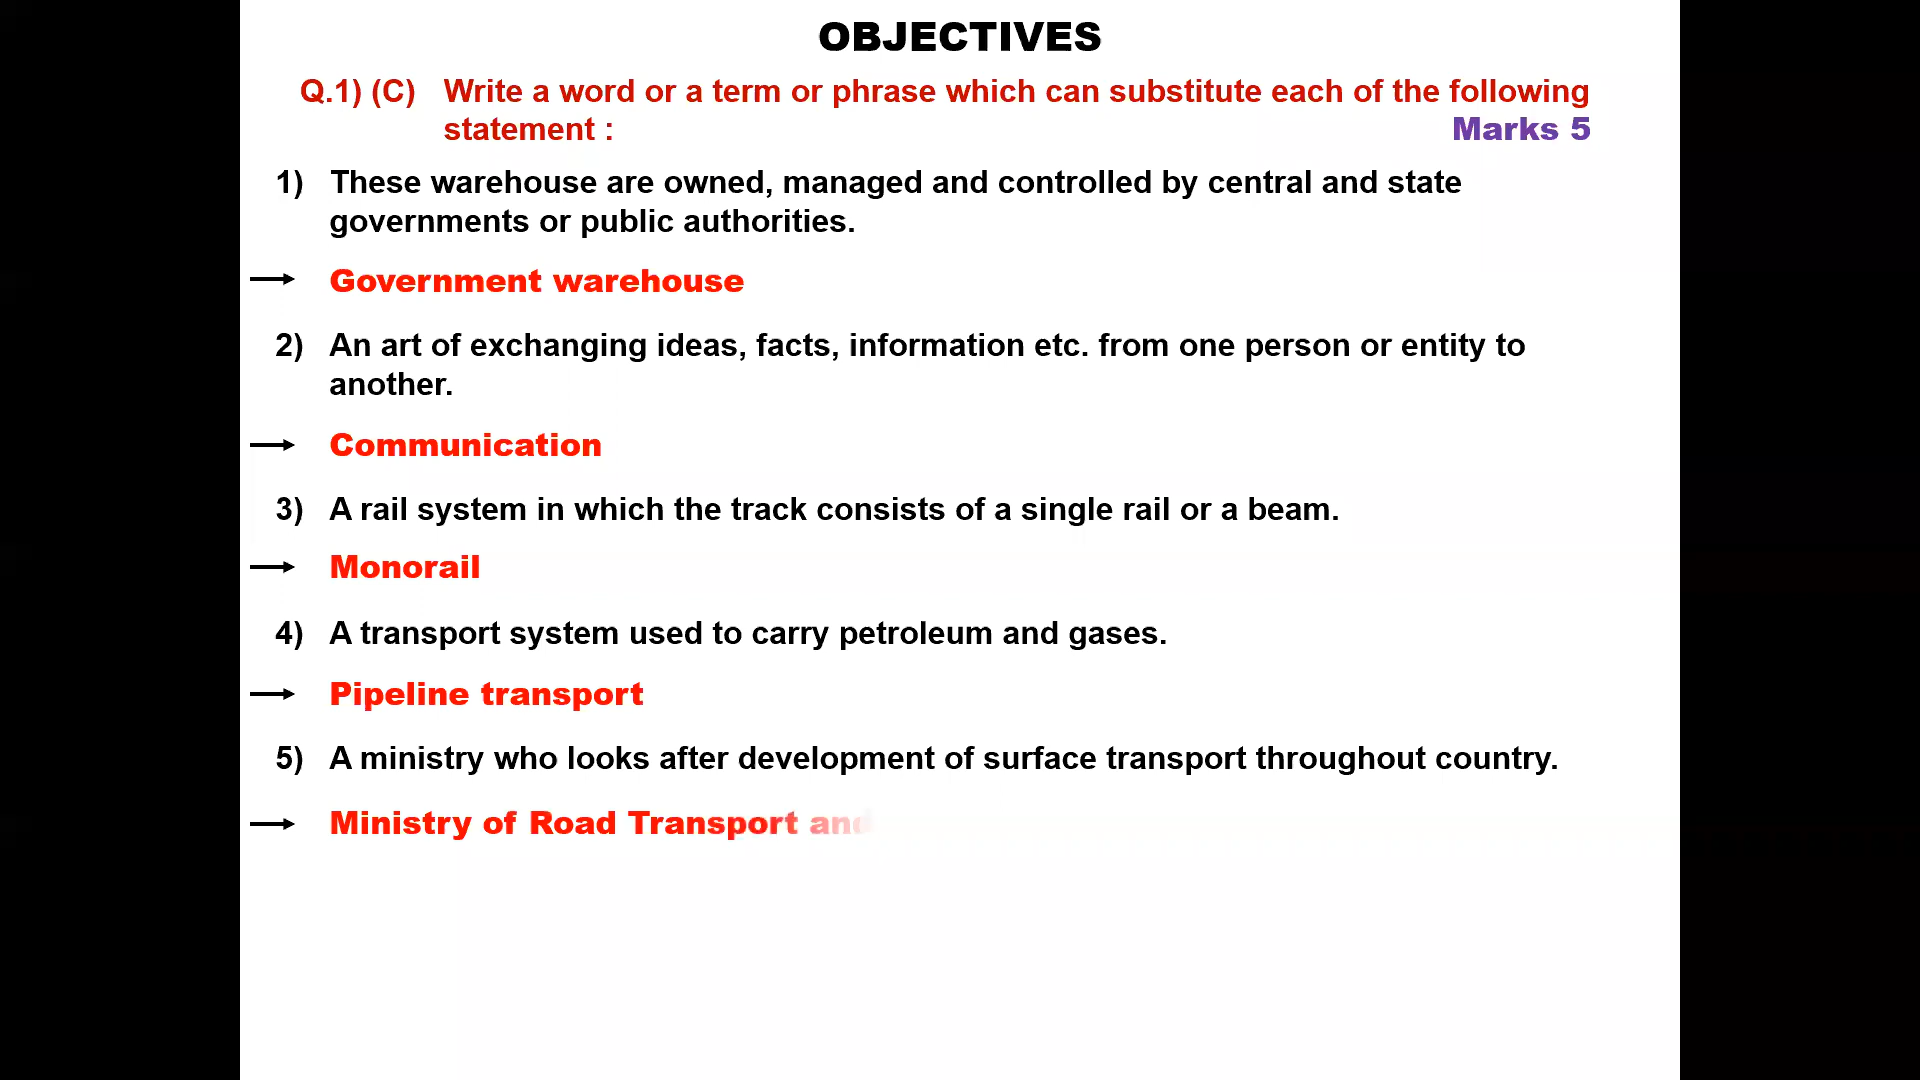 OBJECTIVES
Q.1) (C) Write a word or a term or phrase which can substitute each of the following
statement : Marks 5
1) These warehouse are owned, managed and controlled by central and state
governments or public authorities.
Government warehouse
2) An art of exchanging ideas, facts, information etc. from one person or entity to
another.
Communication
3) A rail system in which the track consists of a single rail or a beam.
Monorail
4) A transport system used to carry petroleum and gases.
Pipeline transport
5) A ministry who looks after development of surface transport throughout country.
Ministry of Road Transport and